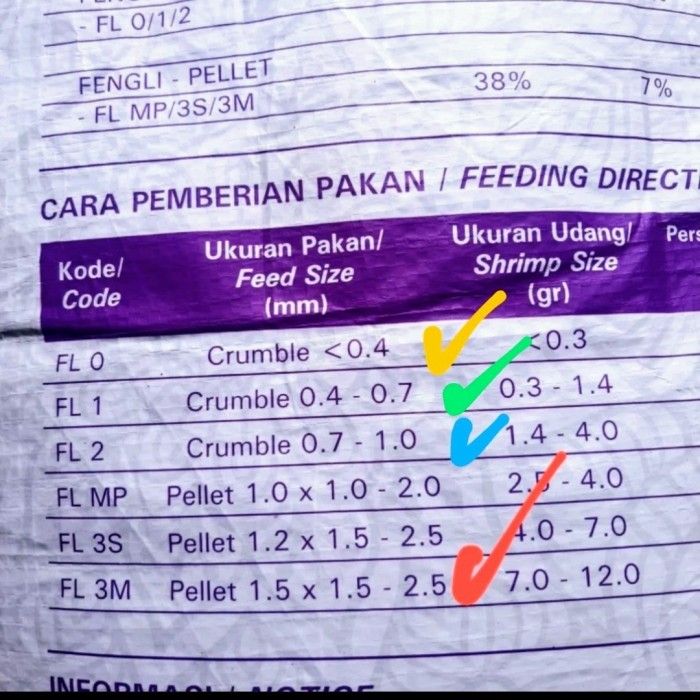 - FL 0/1/2
FENGLI - PELLET 38% 7%
- FL MP/3S/3M
CARA PEMBERIAN PAKAN / FEEDING DIRECT
Kode/ Code Ukuran Pakan/ Feed Size (mm) Ukuran Udang/ Shrimp Size (gr) Pers
FL 0 Crumble <0.4 <0.3
FL 1 Crumble 0.4 - 0.7 0.3 - 1.4
FL 2 Crumble 0.7 - 1.0 1.4 - 4.0
FL MP Pellet 1.0 x 1.0 - 2.0 2.5 - 4.0
FL 3S Pellet 1.2 x 1.5 - 2.5 4.0 - 7.0
FL 3M Pellet 1.5 x 1.5 - 2.5 7.0 - 12.0
INFORMASI / NOTICE